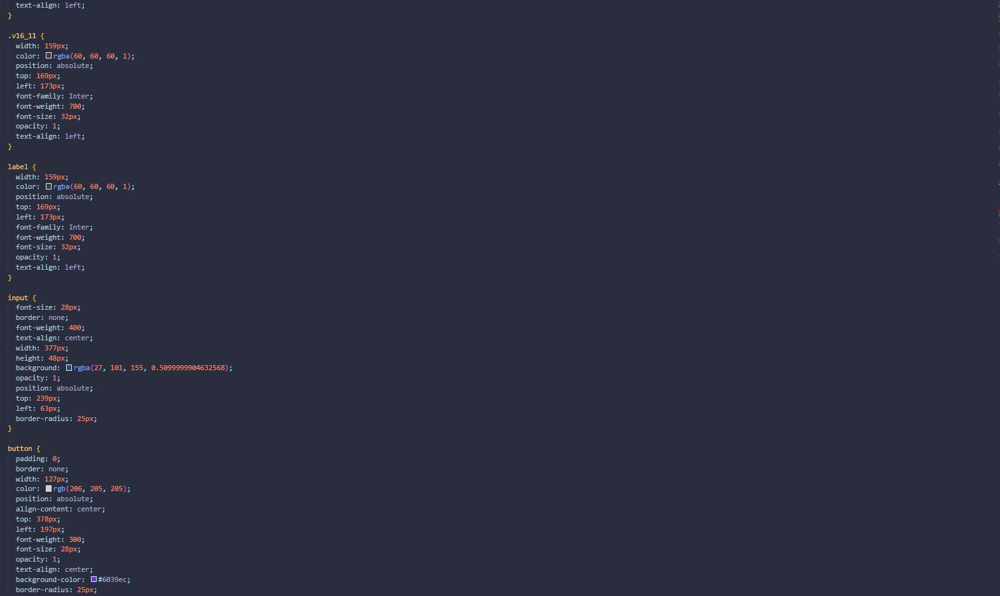 text-align: left;
}
.v16_11 {
width: 159px;
color: rgba(60, 60, 60, 1);
position: absolute;
top: 169px;
left: 173px;
font-family: Inter;
font-weight: 700;
font-size: 32px;
opacity: 1;
text-align: left;
}
label {
width: 159px;
color: rgba(60, 60, 60, 1);
position: absolute;
top: 169px;
left: 173px;
font-family: Inter;
font-weight: 700;
font-size: 32px;
opacity: 1;
text-align: left;
}
input {
font-size: 28px;
border: none;
font-weight: 400;
text-align: center;
width: 377px;
height: 48px;
background: rgba(27, 101, 155, 0.5099999904632568);
opacity: 1;
position: absolute;
top: 239px;
left: 63px;
border-radius: 25px;
}
button {
padding: 0;
border: none;
width: 127px;
color: rgb(206, 205, 205);
position: absolute;
align-content: center;
top: 378px;
left: 197px;
font-weight: 300;
font-size: 28px;
opacity: 1;
text-align: center;
background-color: #6039ec;
border-radius: 25px;